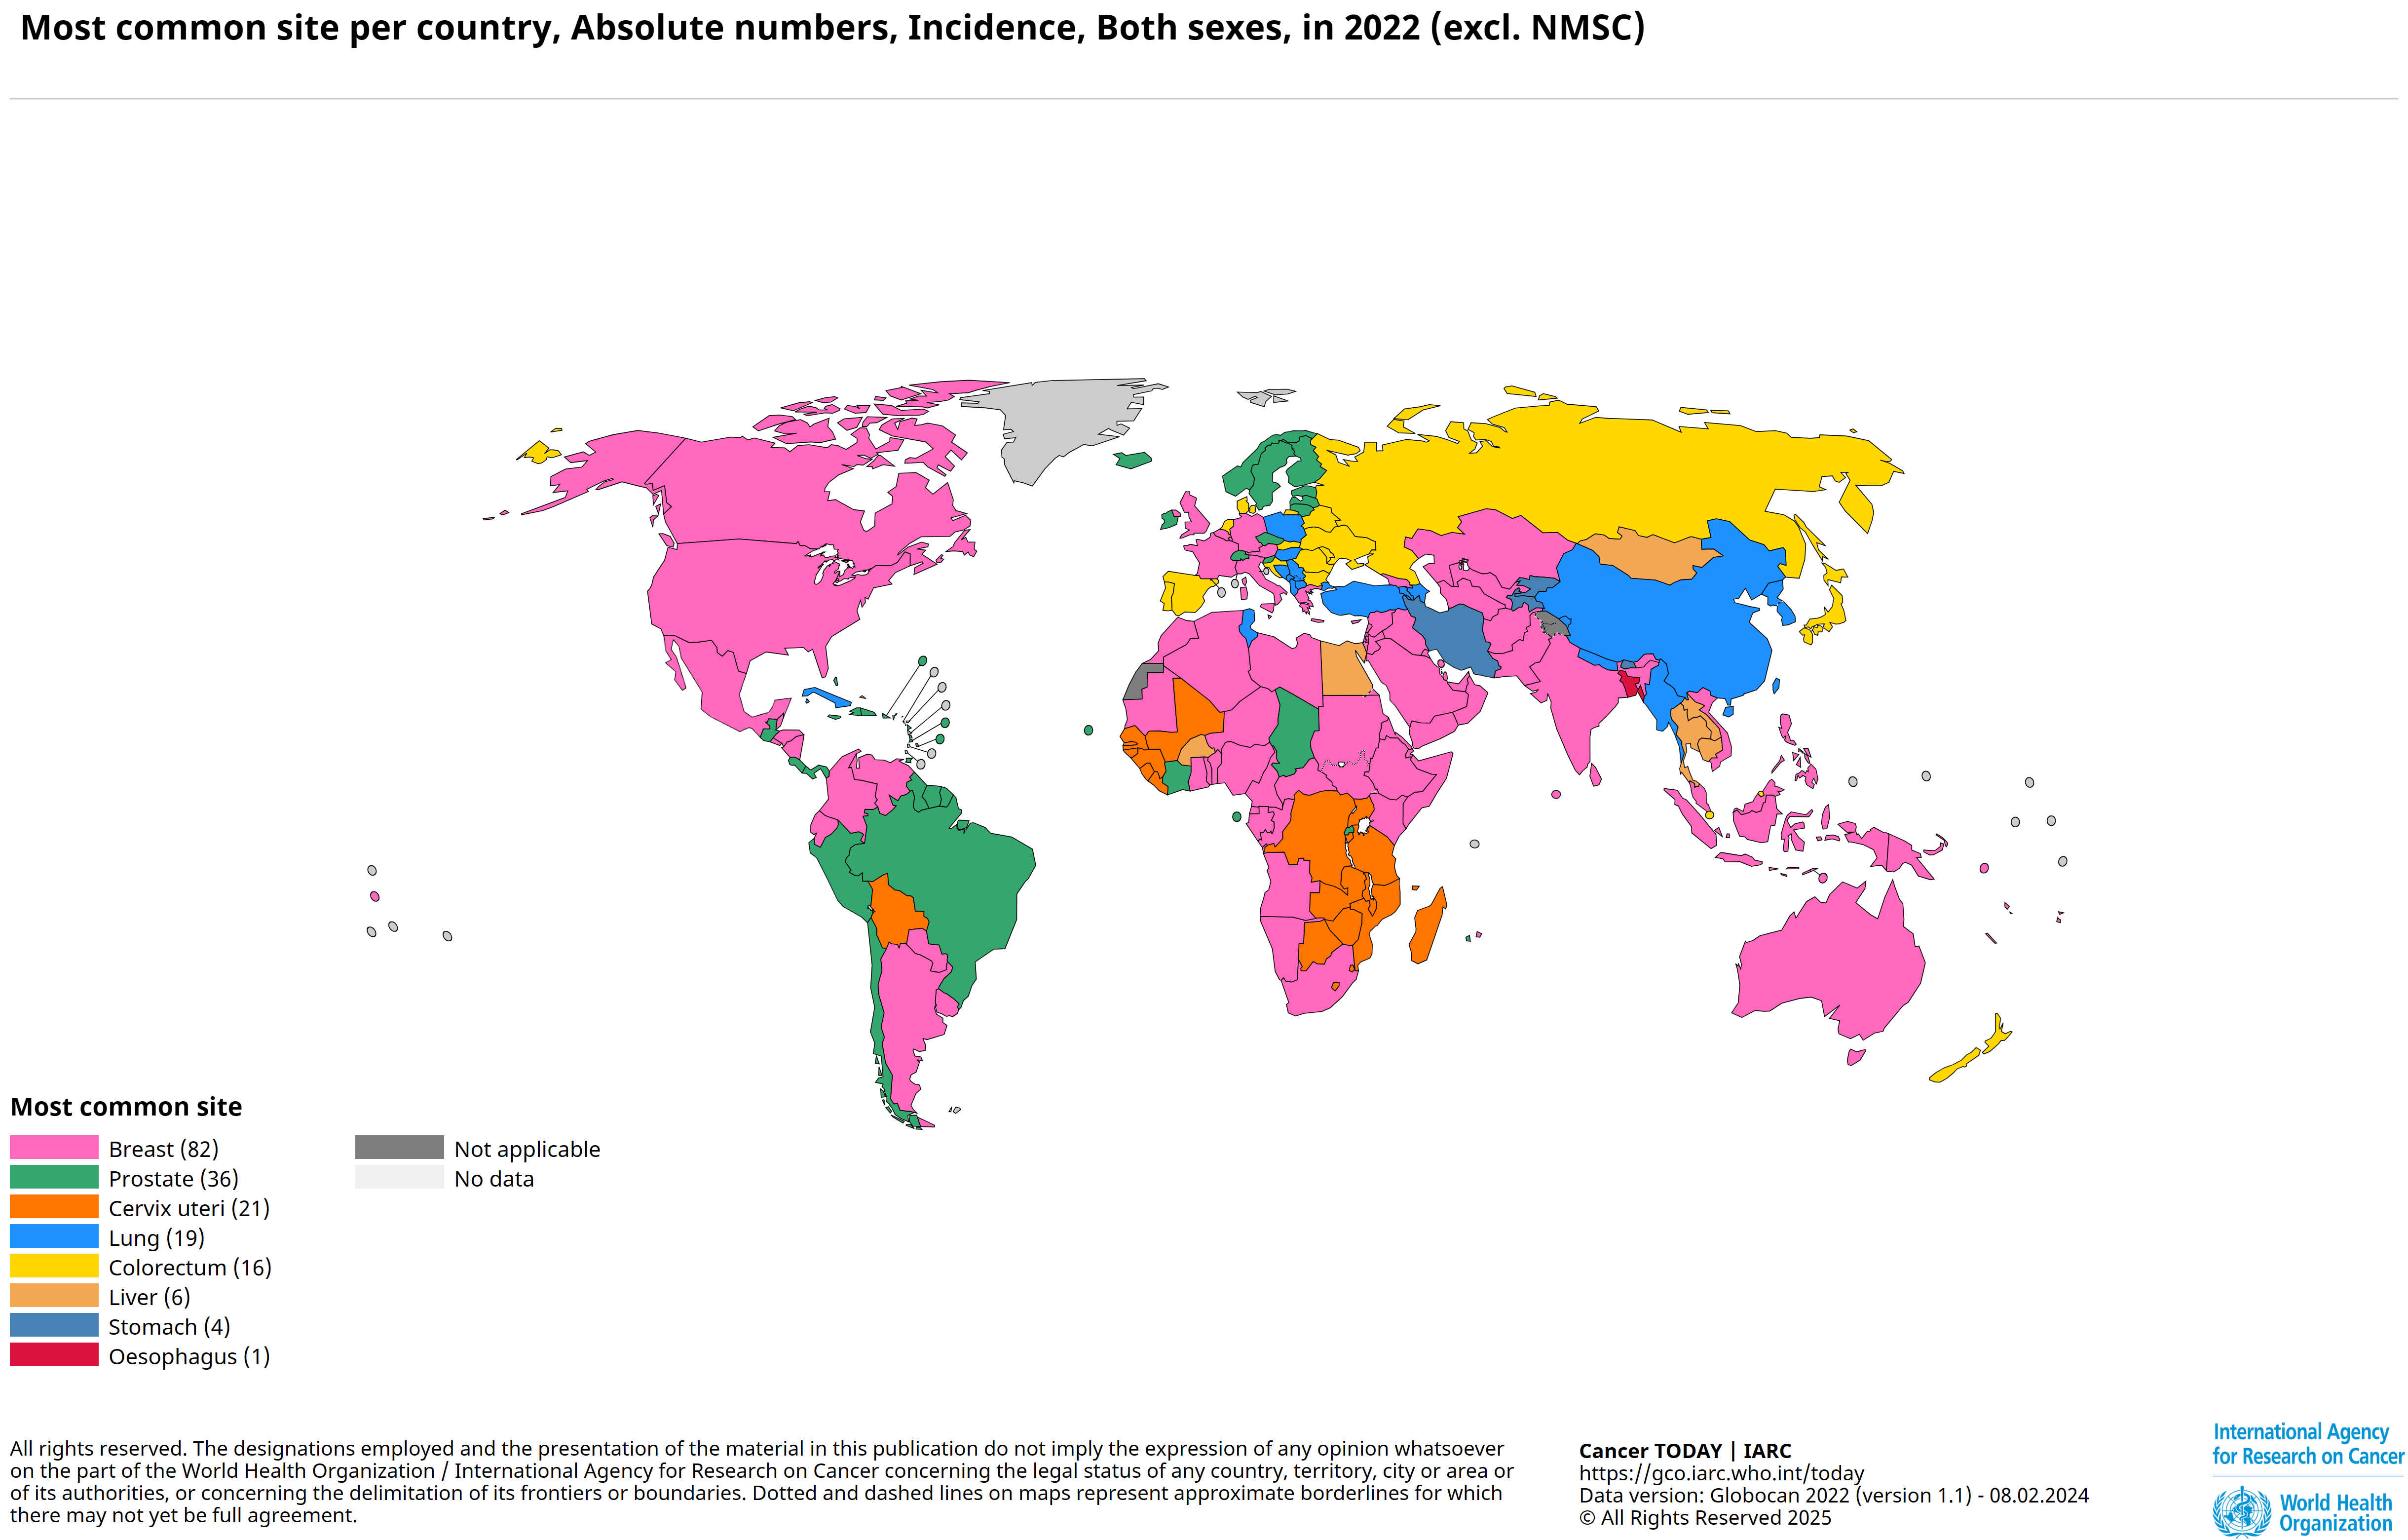 Most common site per country, Absolute numbers, Incidence, Both sexes, in 2022 (excl. NMSC)
Most common site
Breast (82)
Prostate (36)
Cervix uteri (21)
Lung (19)
Colorectum (16)
Liver (6)
Stomach (4)
Oesophagus (1)
Not applicable
No data
All rights reserved. The designations employed and the presentation of the material in this publication do not imply the expression of any opinion whatsoever
on the part of the World Health Organization / International Agency for Research on Cancer concerning the legal status of any country, territory, city or area or
of its authorities, or concerning the delimitation of its frontiers or boundaries. Dotted and dashed lines on maps represent approximate borderlines for which
there may not yet be full agreement.
Cancer TODAY | IARC
https://gco.iarc.who.int/today
Data version: Globocan 2022 (version 1.1) - 08.02.2024
© All Rights Reserved 2025
International Agency
for Research on Cancer
World Health
Organization